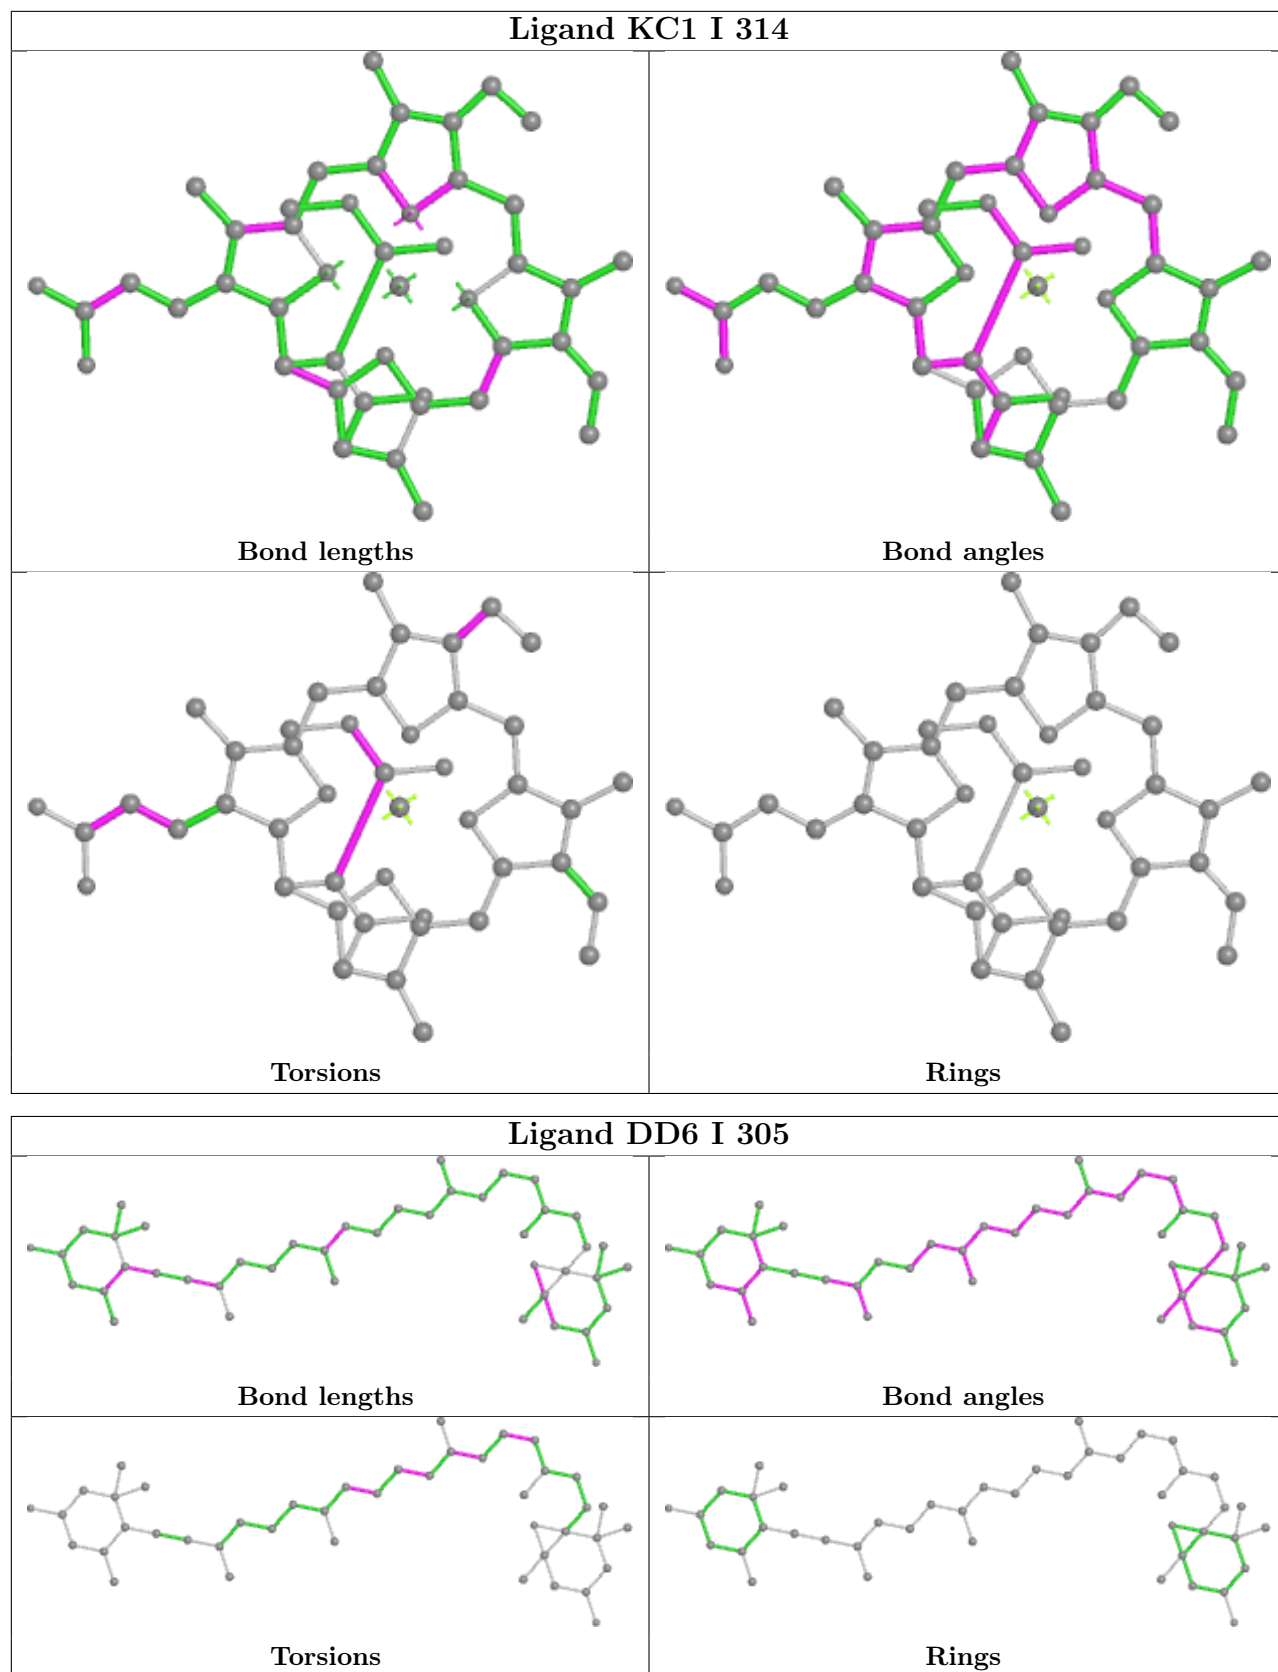 Ligand KC1 I 314
Bond lengths
Bond angles
Torsions
Rings
Ligand DD6 I 305
Bond lengths
Bond angles
Torsions
Rings